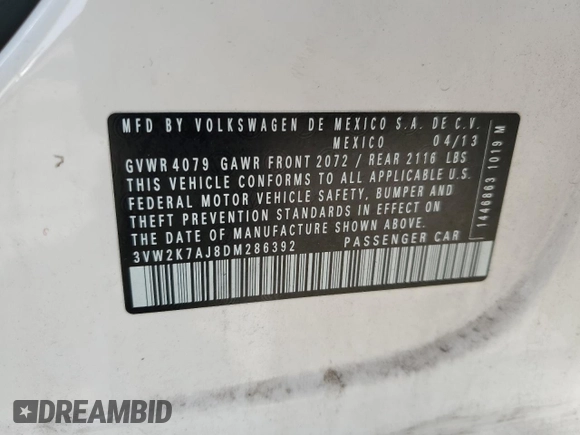 MFD BY VOLKSWAGEN DE MEXICO S.A. DE C.V.
MEXICO 04/13
GVWR 4079 GAWR FRONT 2072 / REAR 2116 LBS
THIS VEHICLE CONFORMS TO ALL APPLICABLE U.S.
FEDERAL MOTOR VEHICLE SAFETY, BUMPER AND
THEFT PREVENTION STANDARDS IN EFFECT ON
THE DATE OF MANUFACTURE SHOWN ABOVE.
3VW2K7AJ8DM286392 PASSENGER CAR
1446863 1019 M
DREAMBID